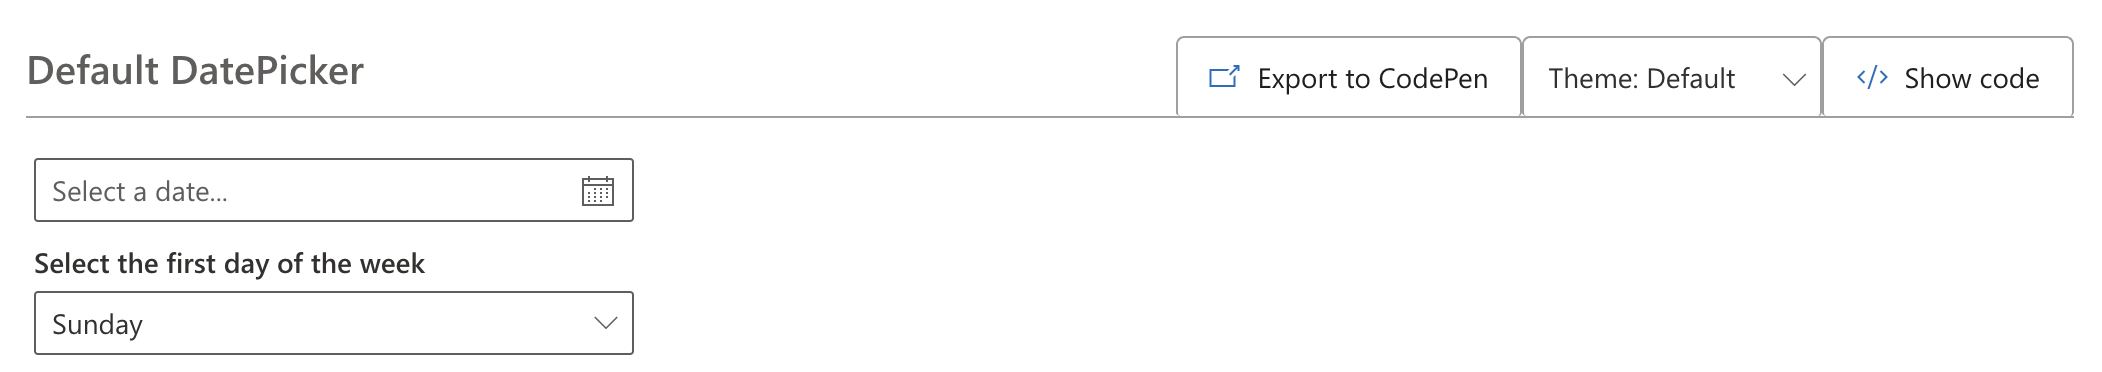 Default DatePicker
Export to CodePen
Theme: Default
Show code
Select a date...
Select the first day of the week
Sunday